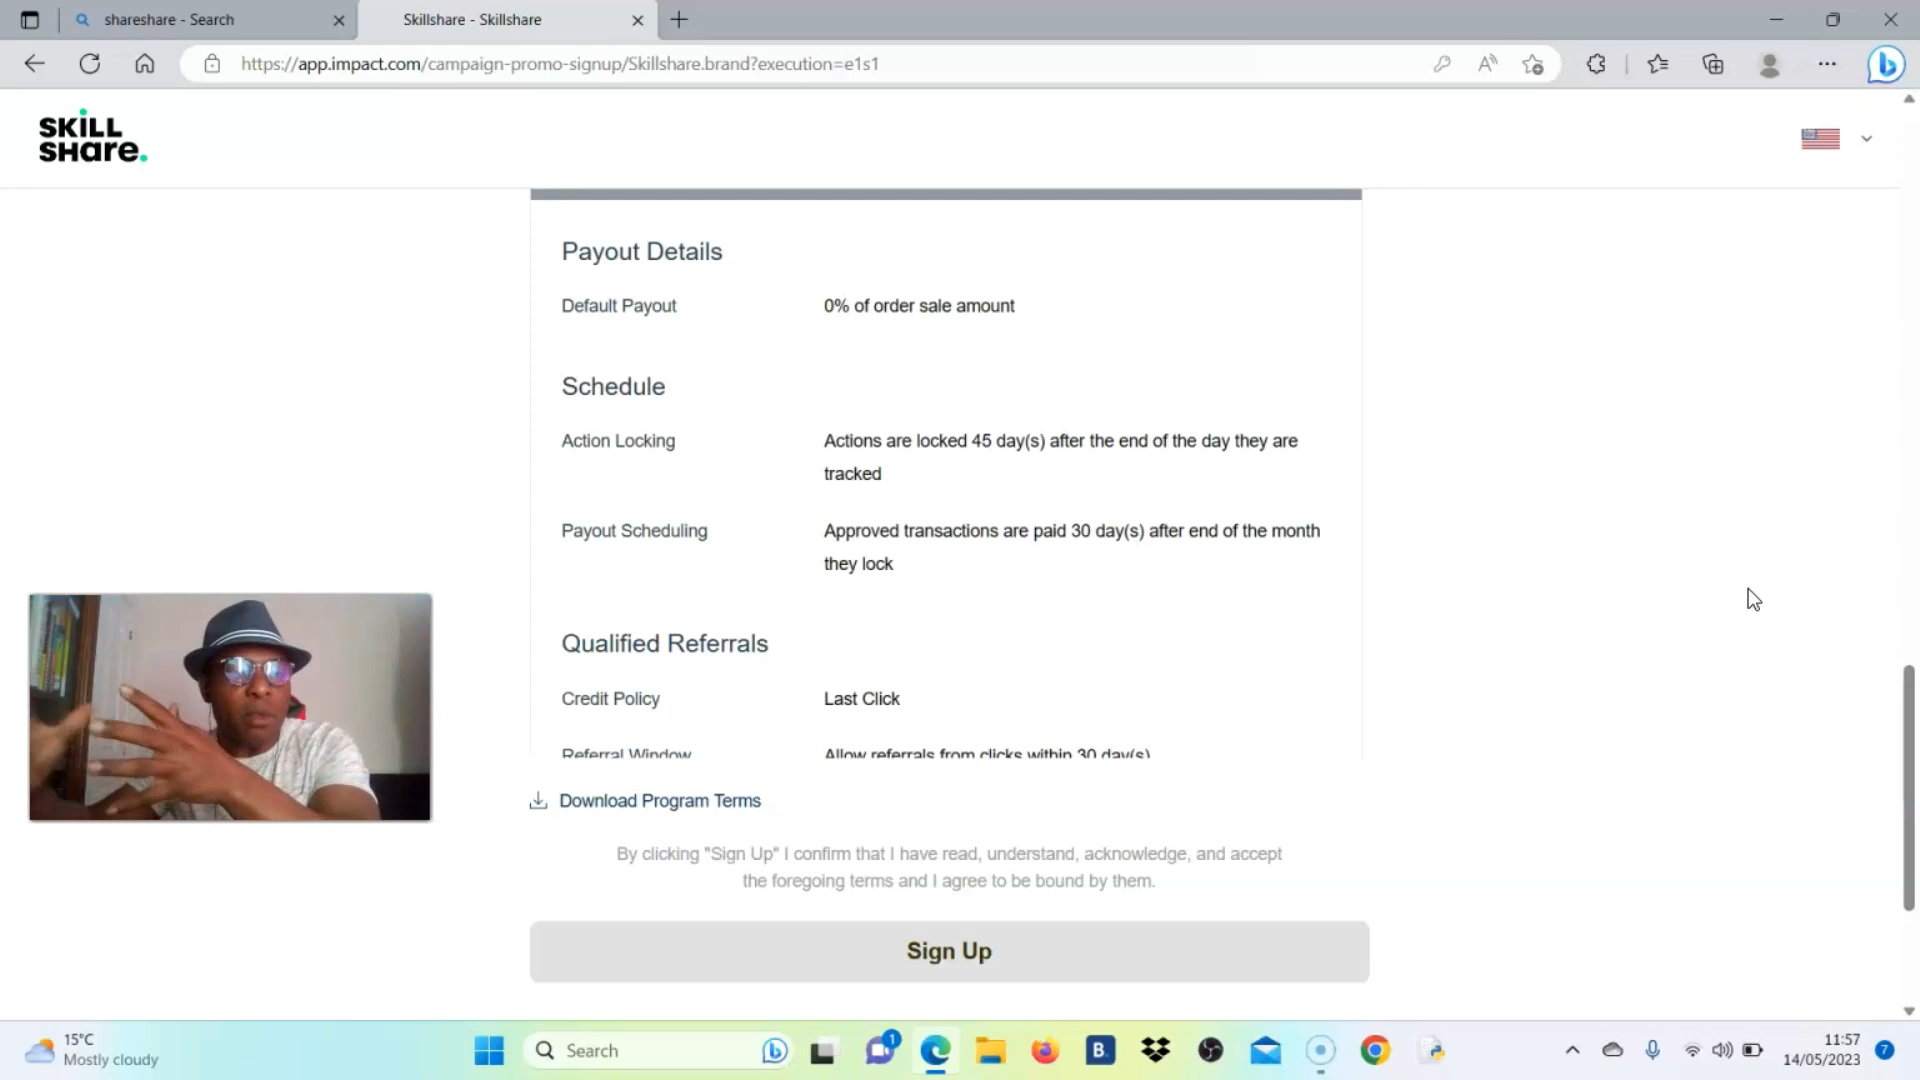 shareshare - Search
Skillshare - Skillshare
https://app.impact.com/campaign-promo-signup/Skillshare.brand?execution=e1s1
SKILL
SHare.
Payout Details
Default Payout 0% of order sale amount
Schedule
Action Locking Actions are locked 45 day(s) after the end of the day they are
tracked
Payout Scheduling Approved transactions are paid 30 day(s) after end of the month
they lock
Qualified Referrals
Credit Policy Last Click
Referral Window Allow referrals from clicks within 30 day(s)
Download Program Terms
By clicking "Sign Up" I confirm that I have read, understand, acknowledge, and accept
the foregoing terms and I agree to be bound by them.
Sign Up
15°C
Mostly cloudy
Search
1
B.
11:57
14/05/2023
7